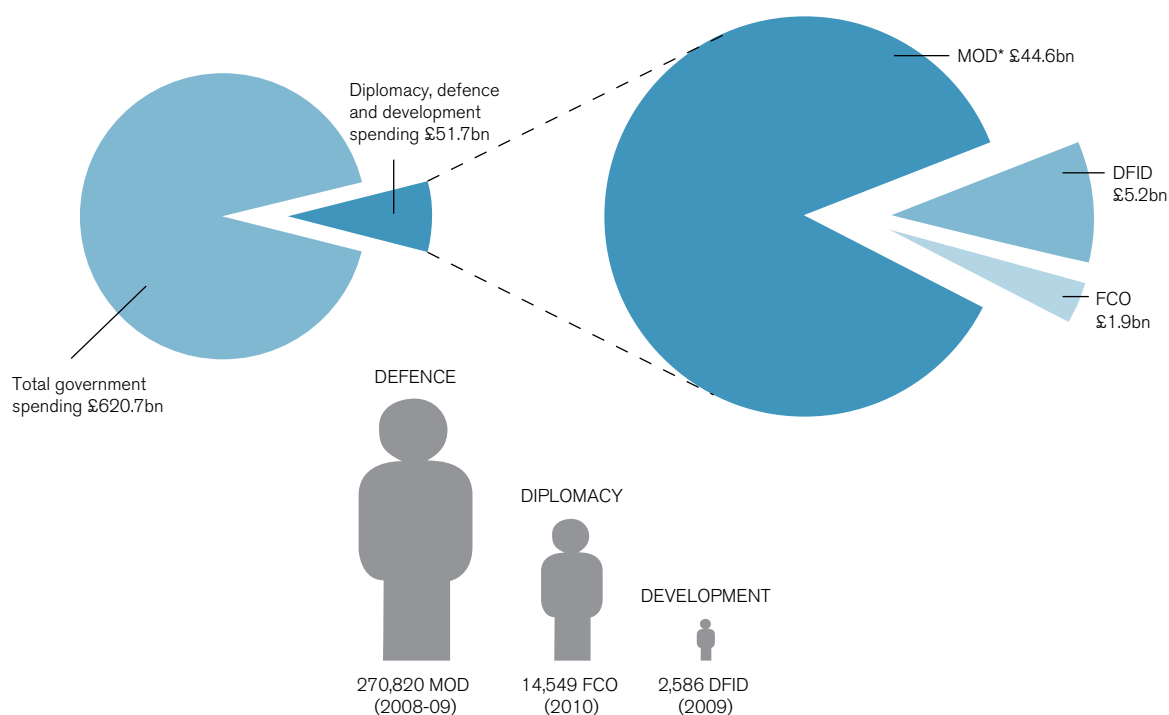 Diplomacy, defence
and development
spending £51.7bn
Total government
spending £620.7bn
MOD* £44.6bn
DFID
£5.2bn
FCO
£1.9bn
DEFENCE
DIPLOMACY
DEVELOPMENT
270,820 MOD
(2008-09)
14,549 FCO
(2010)
2,586 DFID
(2009)